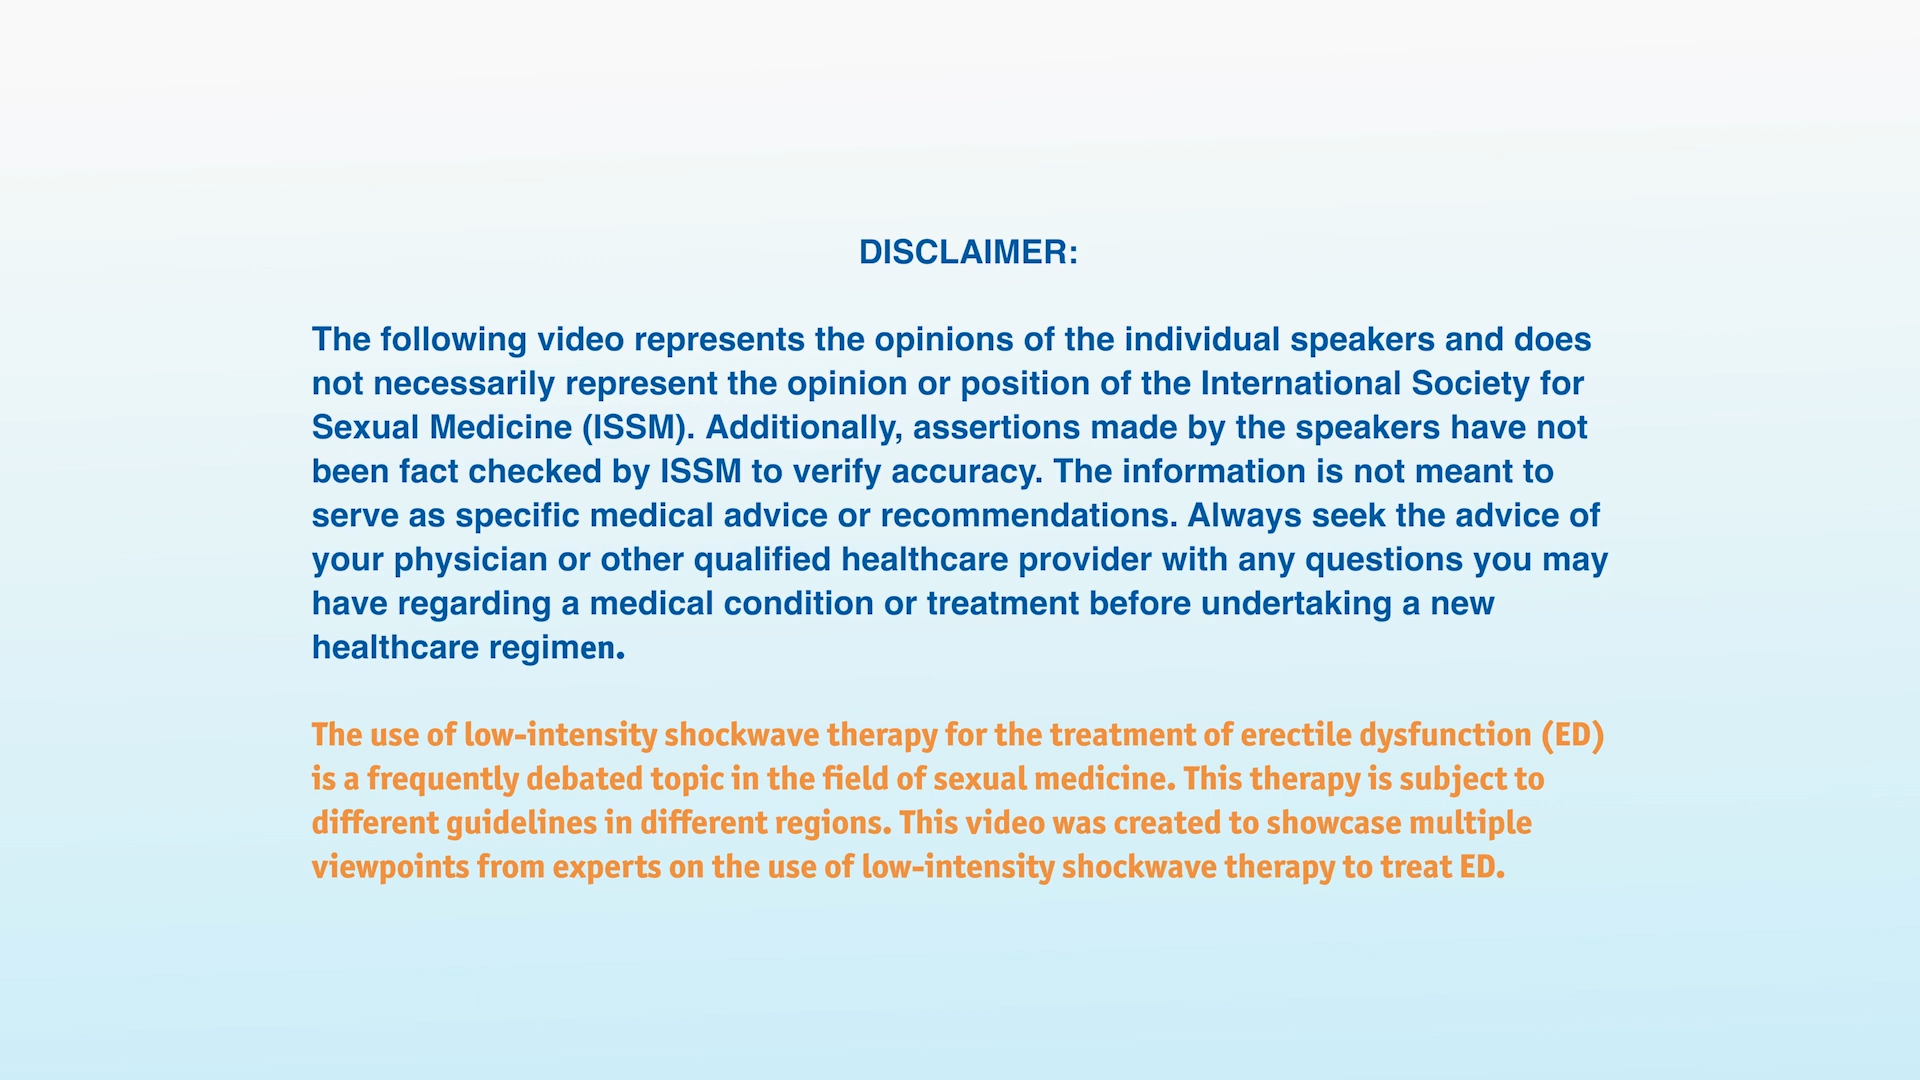 DISCLAIMER:
The following video represents the opinions of the individual speakers and does
not necessarily represent the opinion or position of the International Society for
Sexual Medicine (ISSM). Additionally, assertions made by the speakers have not
been fact checked by ISSM to verify accuracy. The information is not meant to
serve as specific medical advice or recommendations. Always seek the advice of
your physician or other qualified healthcare provider with any questions you may
have regarding a medical condition or treatment before undertaking a new
healthcare regimen.
The use of low-intensity shockwave therapy for the treatment of erectile dysfunction (ED)
is a frequently debated topic in the field of sexual medicine. This therapy is subject to
different guidelines in different regions. This video was created to showcase multiple
viewpoints from experts on the use of low-intensity shockwave therapy to treat ED.